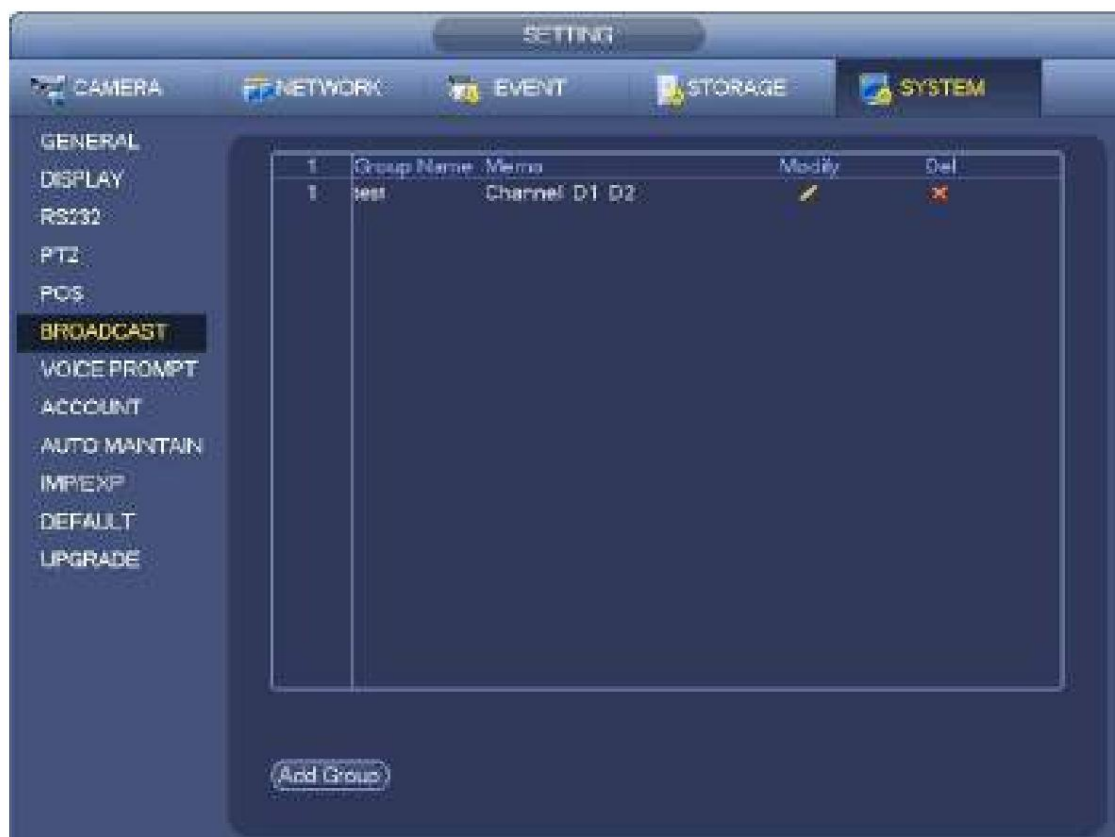 SETTING
CAMERA NETWORK EVENT STORAGE SYSTEM
GENERAL
DISPLAY
RS232
PTZ
POS
BROADCAST
VOICE PROMPT
ACCOUNT
AUTO MAINTAIN
IMP/EXP
DEFAULT
UPGRADE
1 Group Name Memo Modify Del
1 test Channel D1 D2
Add Group